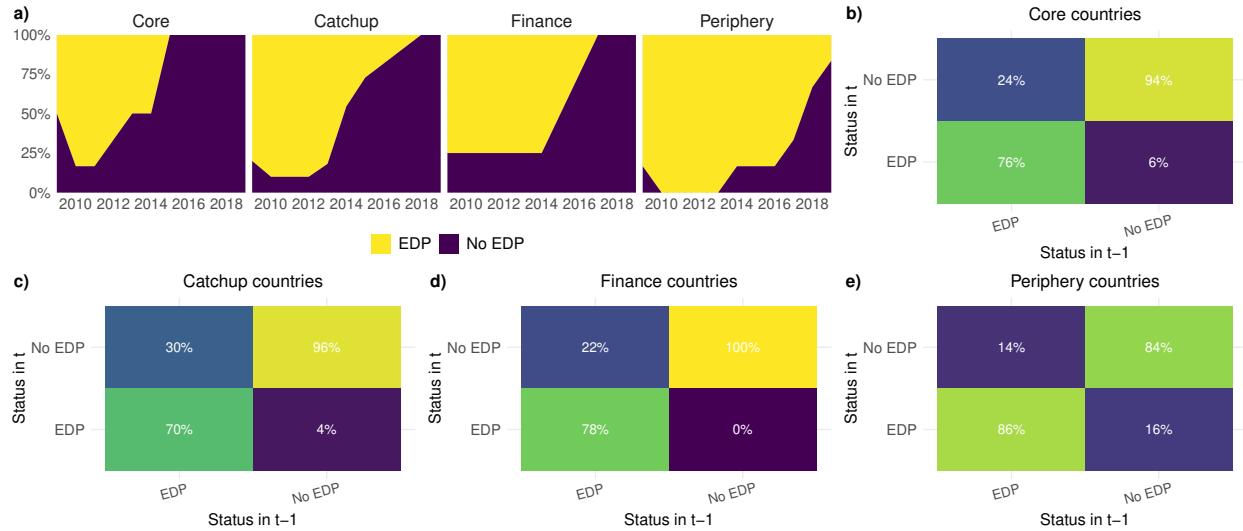 a)
Core
Catchup
Finance
Periphery
100%
75%
50%
25%
0%
2010 2012 2014 2016 2018
2010 2012 2014 2016 2018
2010 2012 2014 2016 2018
2010 2012 2014 2016 2018
EDP
No EDP
b)
Core countries
Status in t
No EDP
24%
94%
EDP
76%
6%
EDP
No EDP
Status in t−1
c)
Catchup countries
Status in t
No EDP
30%
96%
EDP
70%
4%
EDP
No EDP
Status in t−1
d)
Finance countries
Status in t
No EDP
22%
100%
EDP
78%
0%
EDP
No EDP
Status in t−1
e)
Periphery countries
Status in t
No EDP
14%
84%
EDP
86%
16%
EDP
No EDP
Status in t−1